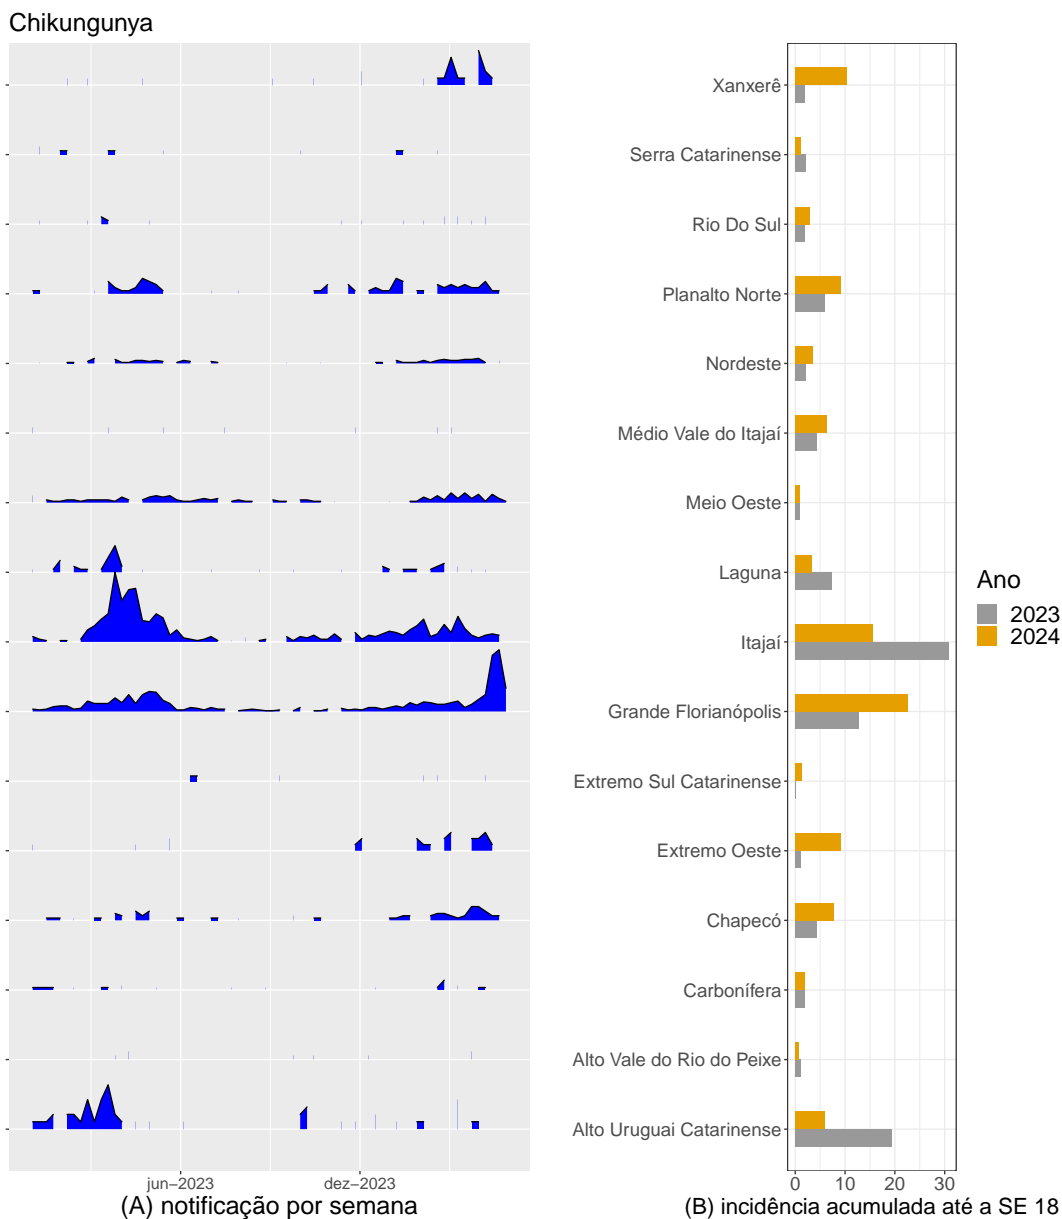 Chikungunya
Xanxerê
Serra Catarinense
Rio Do Sul
Planalto Norte
Nordeste
Médio Vale do Itajaí
Meio Oeste
Laguna
Itajaí
Grande Florianópolis
Extremo Sul Catarinense
Extremo Oeste
Chapecó
Carbonífera
Alto Vale do Rio do Peixe
Alto Uruguai Catarinense
Ano
2023
2024
jun−2023 dez−2023
(A) notificação por semana
0 10 20 30
(B) incidência acumulada até a SE 18